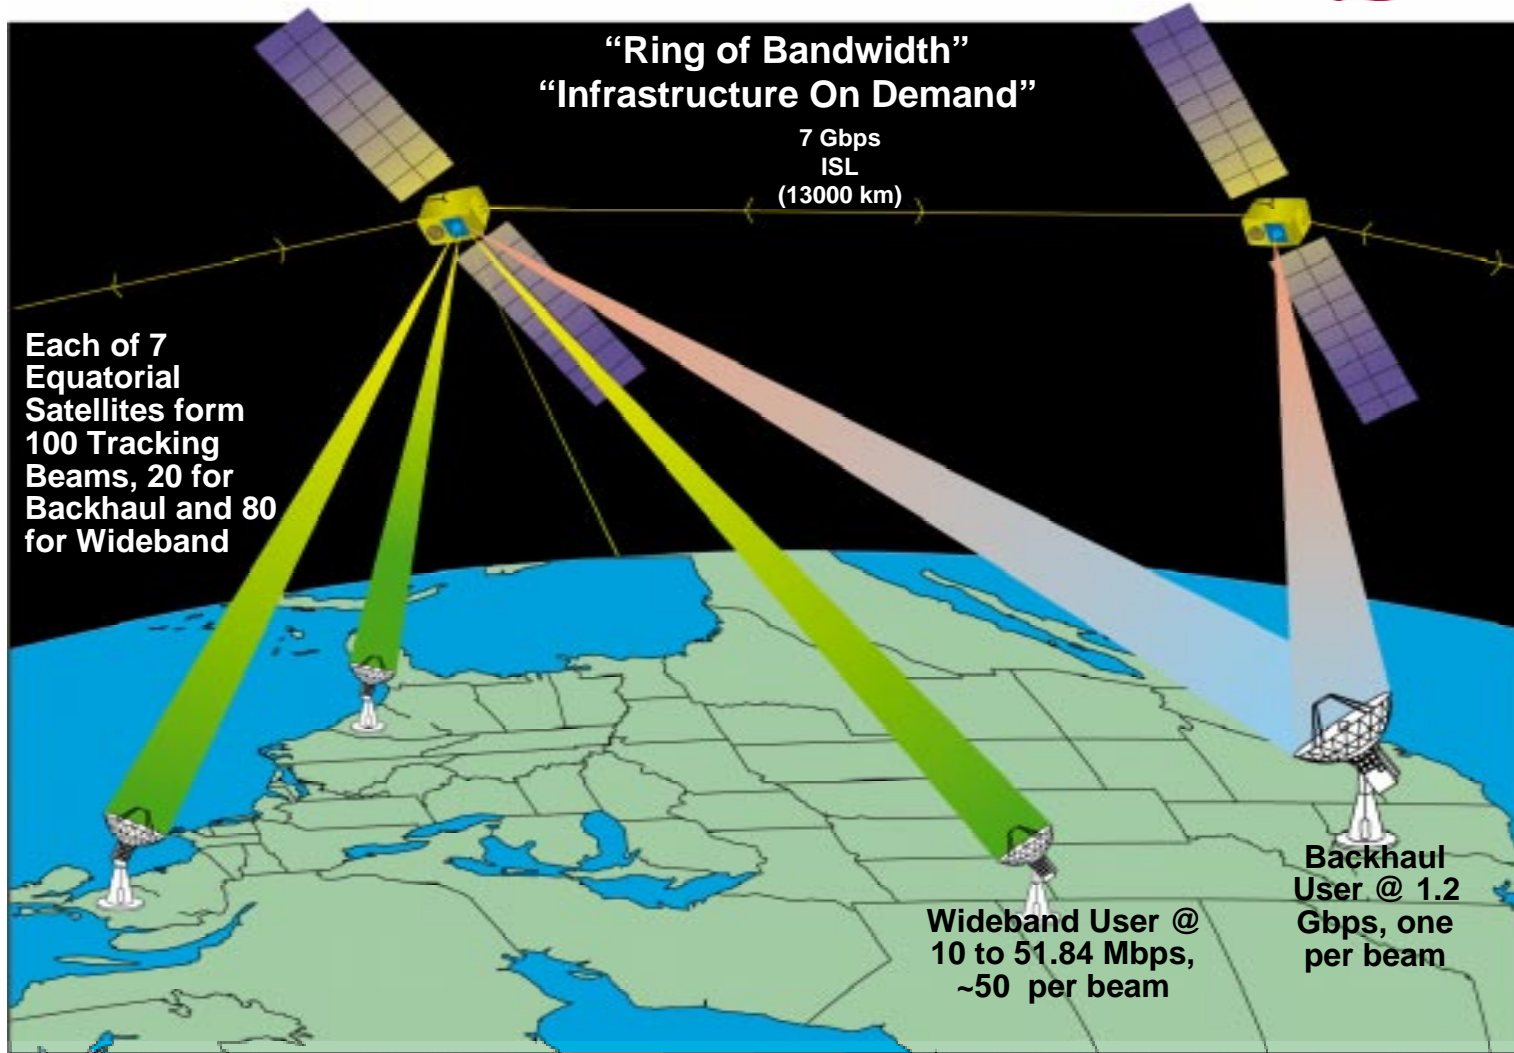 “Ring of Bandwidth”
“Infrastructure On Demand”
7 Gbps
ISL
(13000 km)
Each of 7
Equatorial
Satellites form
100 Tracking
Beams, 20 for
Backhaul and 80
for Wideband
Wideband User @
10 to 51.84 Mbps,
~50 per beam
Backhaul
User @ 1.2
Gbps, one
per beam